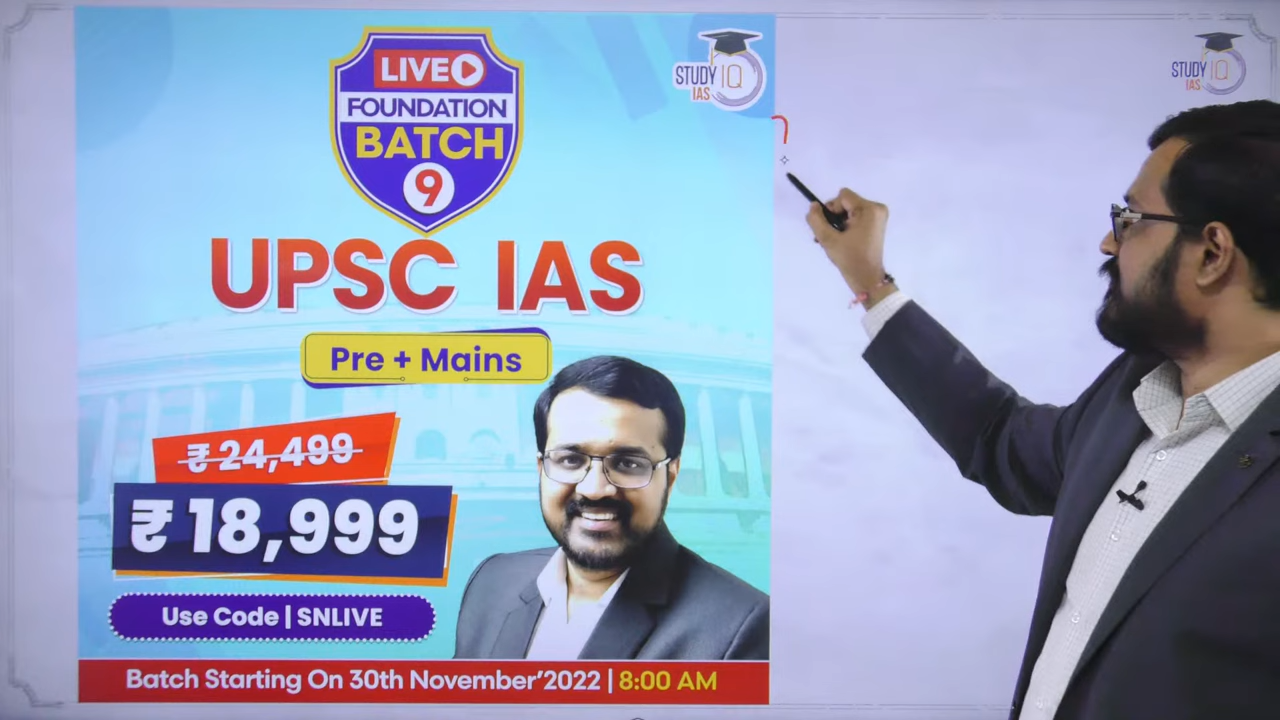 LIVE
FOUNDATION
BATCH
9
UPSC IAS
Pre + Mains
₹ 24,499
₹ 18,999
Use Code | SNLIVE
Batch Starting On 30th November'2022 | 8:00 AM
STUDY IQ
IAS
STUDY IQ
IAS